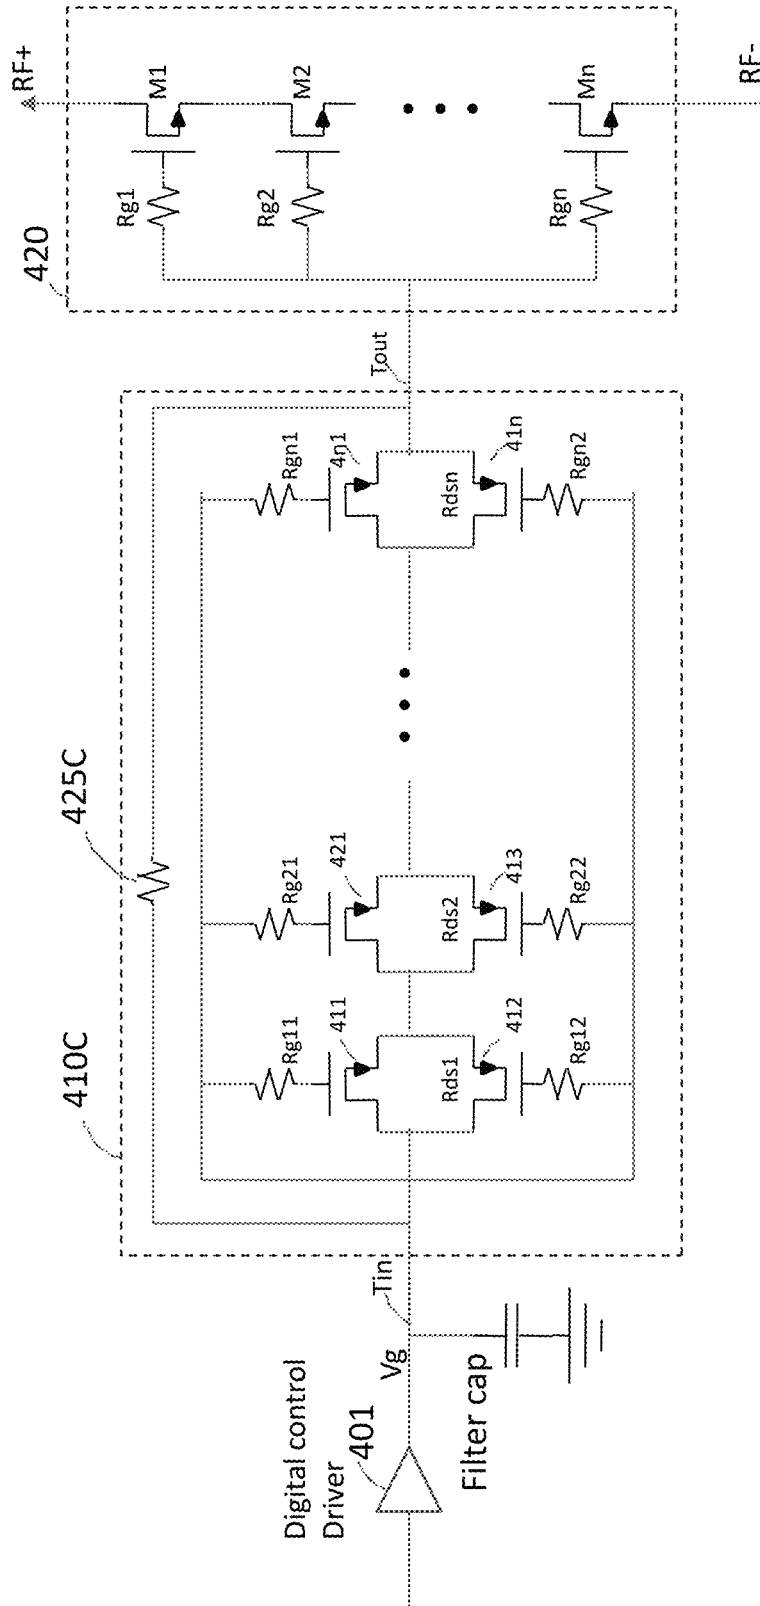 Digital control
Driver
401
Vg
Tin
Filter cap
410C
425C
Rg11
411
Rds1
412
Rg12
Rg21
421
Rds2
413
Rg22
Rgn1
4n1
Rdsn
41n
Rgn2
Tout
420
Rg1
M1
Rg2
M2
Rgn
Mn
RF+
RF-